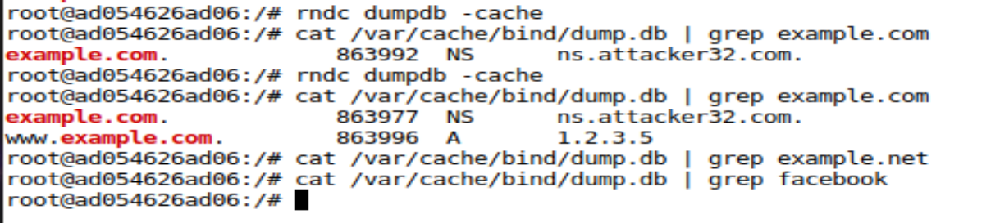 root@ad054626ad06:/# rndc dumpdb -cache
root@ad054626ad06:/# cat /var/cache/bind/dump.db | grep example.com
example.com. 863992 NS ns.attacker32.com.
root@ad054626ad06:/# rndc dumpdb -cache
root@ad054626ad06:/# cat /var/cache/bind/dump.db | grep example.com
example.com. 863977 NS ns.attacker32.com.
www.example.com. 863996 A 1.2.3.5
root@ad054626ad06:/# cat /var/cache/bind/dump.db | grep example.net
root@ad054626ad06:/# cat /var/cache/bind/dump.db | grep facebook
root@ad054626ad06:/#